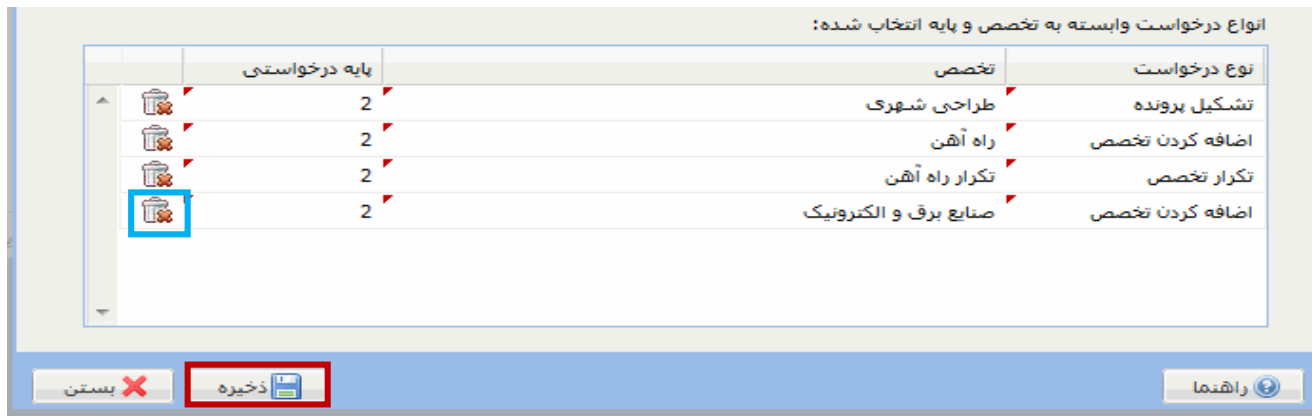 انواع درخواست وابسته به تخصص و پایه انتخاب شده:
نوع درخواست تخصص پایه درخواستی
تشکیل پرونده طراحی شهری 2
اضافه کردن تخصص راه آهن 2
تکرار تخصص تکرار راه آهن 2
اضافه کردن تخصص صنایع برق و الکترونیک 2
راهنما ذخیره بستن